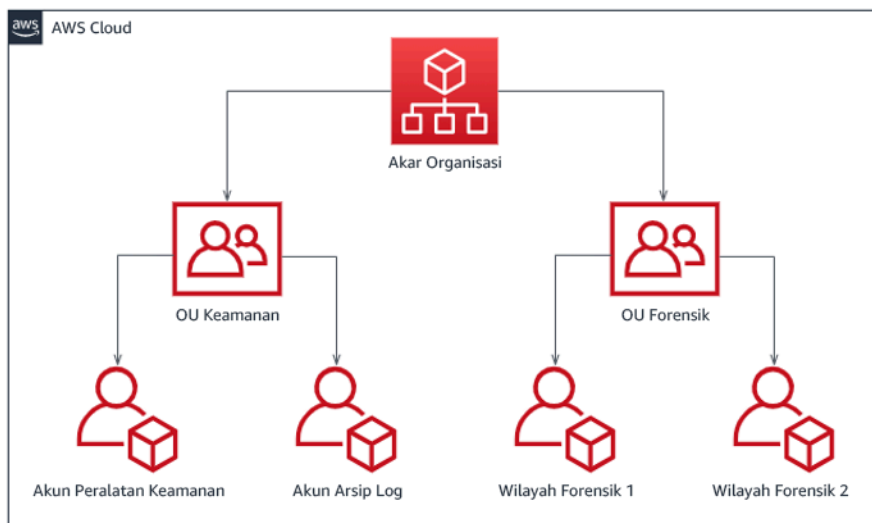 aws
AWS Cloud
Akar Organisasi
OU Keamanan
OU Forensik
Akun Peralatan Keamanan
Akun Arsip Log
Wilayah Forensik 1
Wilayah Forensik 2